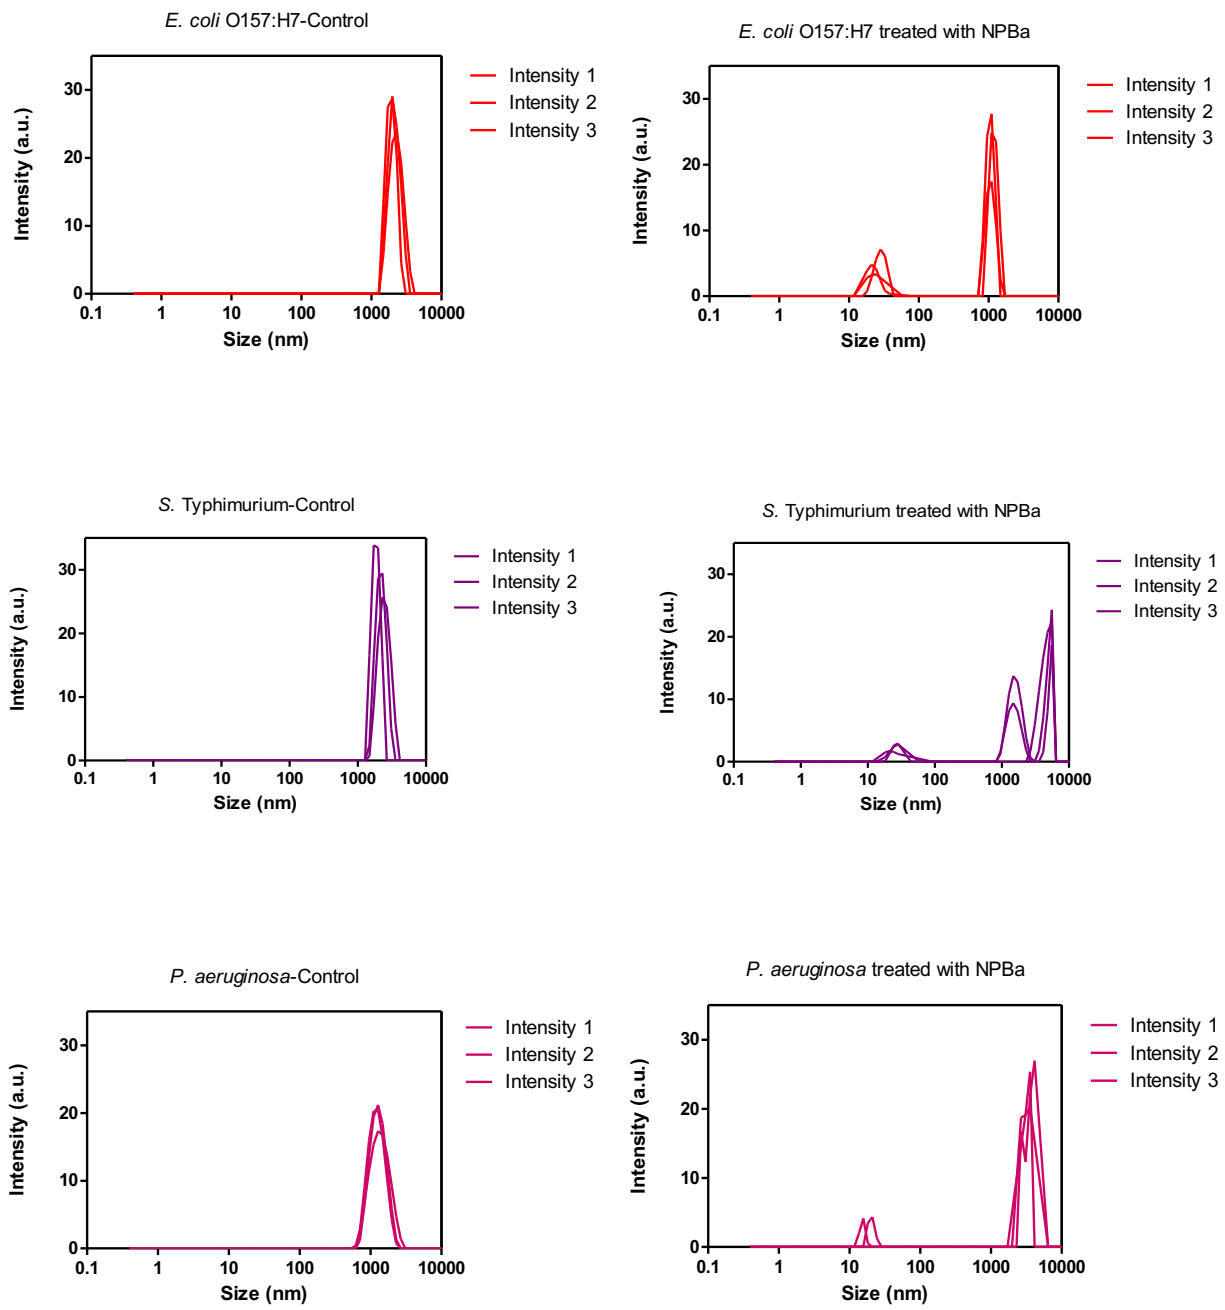 E. coli O157:H7-Control
Intensity (a.u.)
30
20
10
0
0.1 1 10 100 1000 10000
Size (nm)
Intensity 1
Intensity 2
Intensity 3
E. coli O157:H7 treated with NPBa
Intensity (a.u.)
30
20
10
0
0.1 1 10 100 1000 10000
Size (nm)
Intensity 1
Intensity 2
Intensity 3
S. Typhimurium-Control
Intensity (a.u.)
30
20
10
0
0.1 1 10 100 1000 10000
Size (nm)
Intensity 1
Intensity 2
Intensity 3
S. Typhimurium treated with NPBa
Intensity (a.u.)
30
20
10
0
0.1 1 10 100 1000 10000
Size (nm)
Intensity 1
Intensity 2
Intensity 3
P. aeruginosa-Control
Intensity (a.u.)
30
20
10
0
0.1 1 10 100 1000 10000
Size (nm)
Intensity 1
Intensity 2
Intensity 3
P. aeruginosa treated with NPBa
Intensity (a.u.)
30
20
10
0
0.1 1 10 100 1000 10000
Size (nm)
Intensity 1
Intensity 2
Intensity 3